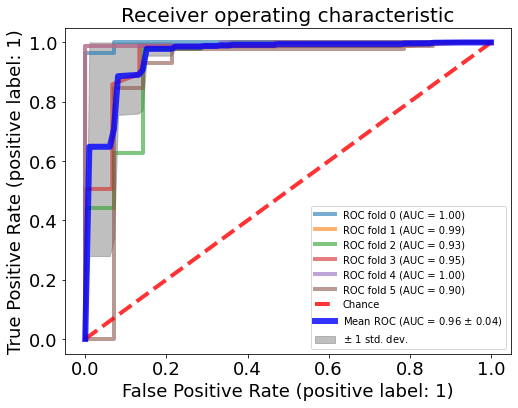 Receiver operating characteristic
True Positive Rate (positive label: 1)
1.0
0.8
0.6
0.4
0.2
0.0
ROC fold 0 (AUC = 1.00)
ROC fold 1 (AUC = 0.99)
ROC fold 2 (AUC = 0.93)
ROC fold 3 (AUC = 0.95)
ROC fold 4 (AUC = 1.00)
ROC fold 5 (AUC = 0.90)
Chance
Mean ROC (AUC = 0.96 ± 0.04)
± 1 std. dev.
0.0 0.2 0.4 0.6 0.8 1.0
False Positive Rate (positive label: 1)